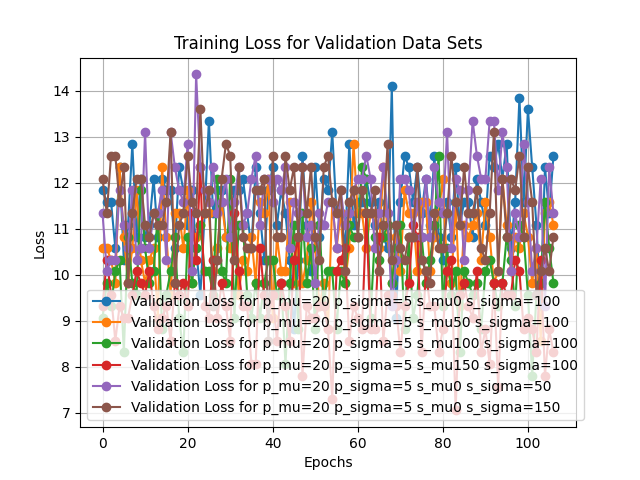 Training Loss for Validation Data Sets
14
13
12
11
10
9
8
7
Loss
Validation Loss for p_mu=20 p_sigma=5 s_mu0 s_sigma=100
Validation Loss for p_mu=20 p_sigma=5 s_mu50 s_sigma=100
Validation Loss for p_mu=20 p_sigma=5 s_mu100 s_sigma=100
Validation Loss for p_mu=20 p_sigma=5 s_mu150 s_sigma=100
Validation Loss for p_mu=20 p_sigma=5 s_mu0 s_sigma=50
Validation Loss for p_mu=20 p_sigma=5 s_mu0 s_sigma=150
0 20 40 60 80 100
Epochs